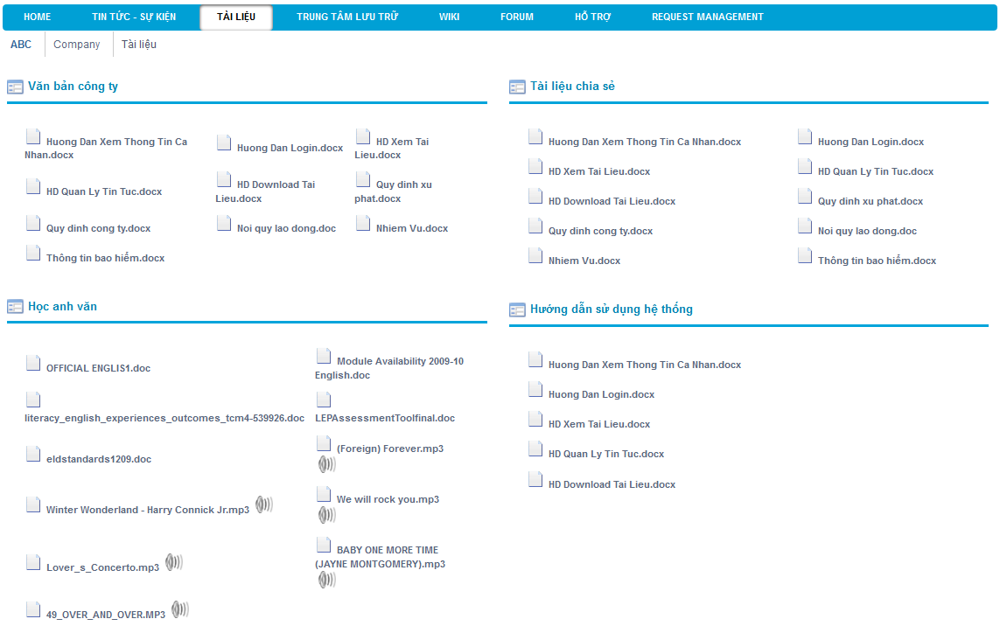 HOME TIN TỨC - SỰ KIỆN TÀI LIỆU TRUNG TÂM LƯU TRỮ WIKI FORUM HỖ TRỢ REQUEST MANAGEMENT
ABC Company Tài liệu
Văn bản công ty
Huong Dan Xem Thong Tin Ca
Nhan.docx
Huong Dan Login.docx
HD Xem Tai
Lieu.docx
HD Quan Ly Tin Tuc.docx
HD Download Tai
Lieu.docx
Quy dinh xu
phat.docx
Quy dinh cong ty.docx
Noi quy lao dong.doc
Nhiem Vu.docx
Thông tin bao hiểm.docx
Tài liệu chia sẻ
Huong Dan Xem Thong Tin Ca Nhan.docx
Huong Dan Login.docx
HD Xem Tai Lieu.docx
HD Quan Ly Tin Tuc.docx
HD Download Tai Lieu.docx
Quy dinh xu phat.docx
Quy dinh cong ty.docx
Noi quy lao dong.doc
Nhiem Vu.docx
Thông tin bao hiểm.docx
Học anh văn
OFFICIAL ENGLIS1.doc
Module Availability 2009-10
English.doc
literacy_english_experiences_outcomes_tcm4-539926.doc
LEPAssessmentToolfinal.doc
eldstandards1209.doc
(Foreign) Forever.mp3
Winter Wonderland - Harry Connick Jr.mp3
We will rock you.mp3
Lover_s_Concerto.mp3
BABY ONE MORE TIME
(JAYNE MONTGOMERY).mp3
49_OVER_AND_OVER.MP3
Hướng dẫn sử dụng hệ thống
Huong Dan Xem Thong Tin Ca Nhan.docx
Huong Dan Login.docx
HD Xem Tai Lieu.docx
HD Quan Ly Tin Tuc.docx
HD Download Tai Lieu.docx